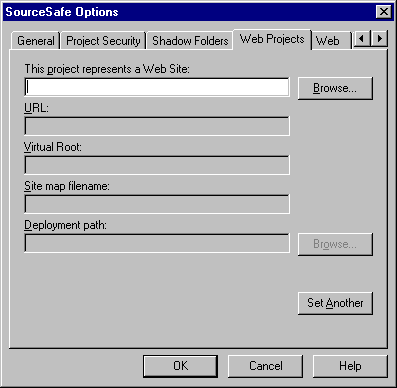 SourceSafe Options
General Project Security Shadow Folders Web Projects Web
This project represents a Web Site:
Browse...
URL:
Virtual Root:
Site map filename:
Deployment path:
Browse...
Set Another
OK Cancel Help